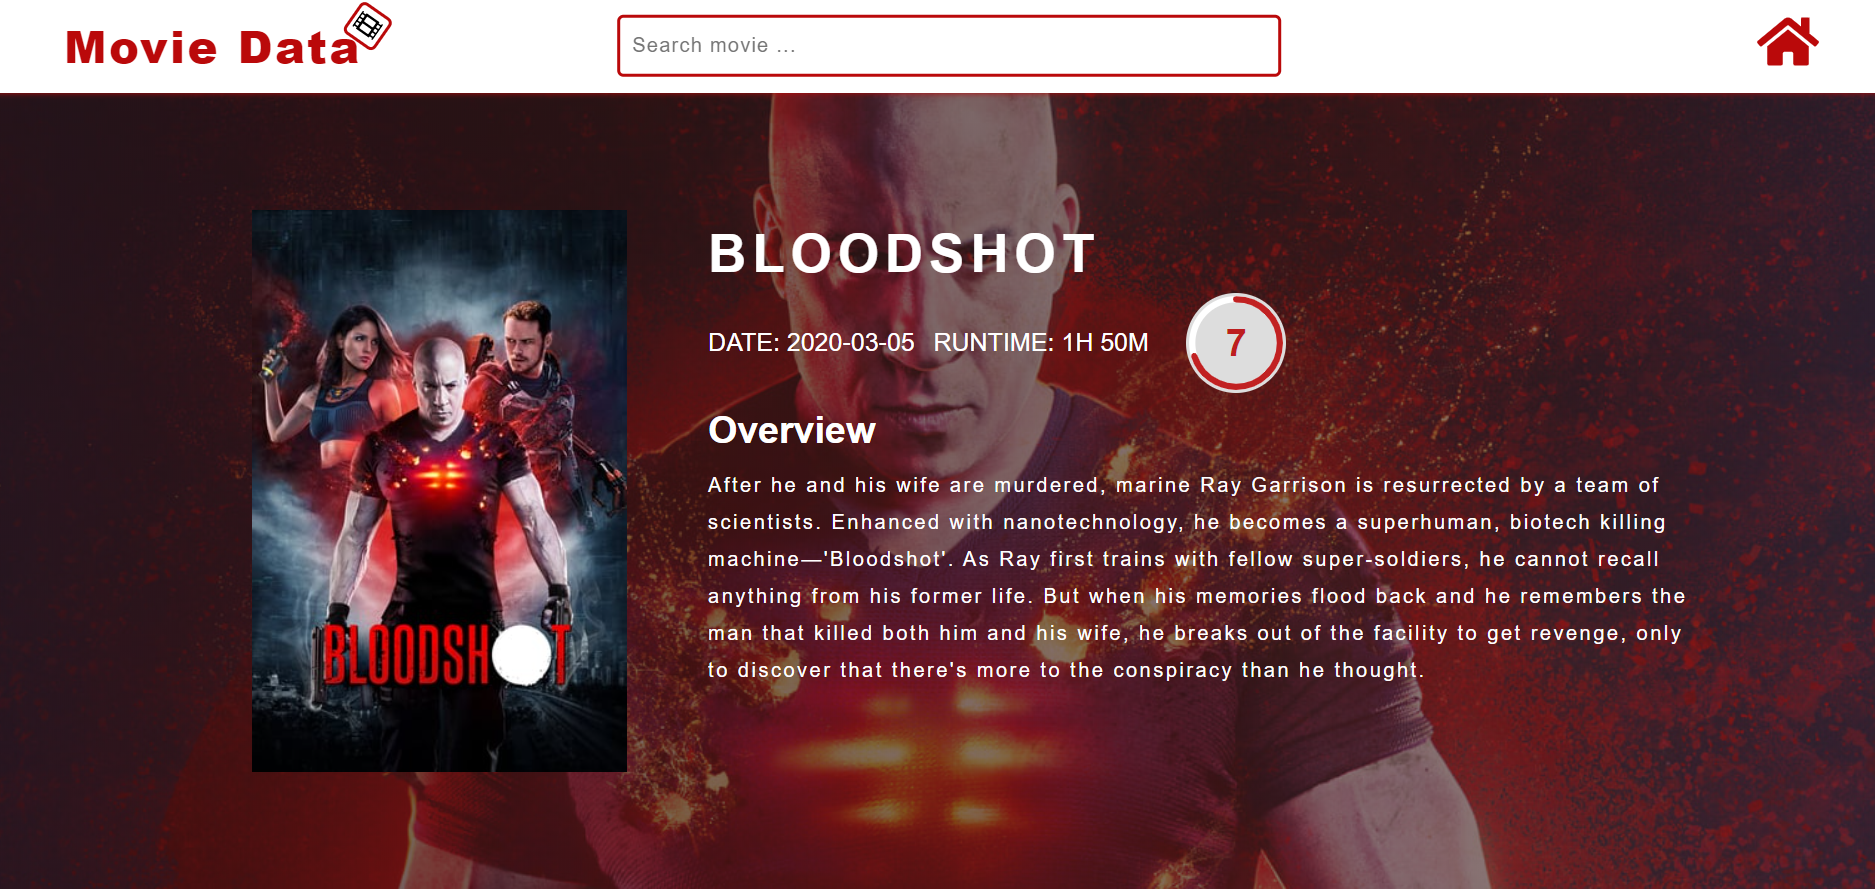 Movie Data
Search movie ...
BLOODSHOT
DATE: 2020-03-05 RUNTIME: 1H 50M
7
Overview
After he and his wife are murdered, marine Ray Garrison is resurrected by a team of
scientists. Enhanced with nanotechnology, he becomes a superhuman, biotech killing
machine—'Bloodshot'. As Ray first trains with fellow super-soldiers, he cannot recall
anything from his former life. But when his memories flood back and he remembers the
man that killed both him and his wife, he breaks out of the facility to get revenge, only
to discover that there's more to the conspiracy than he thought.
BLOODSHOT